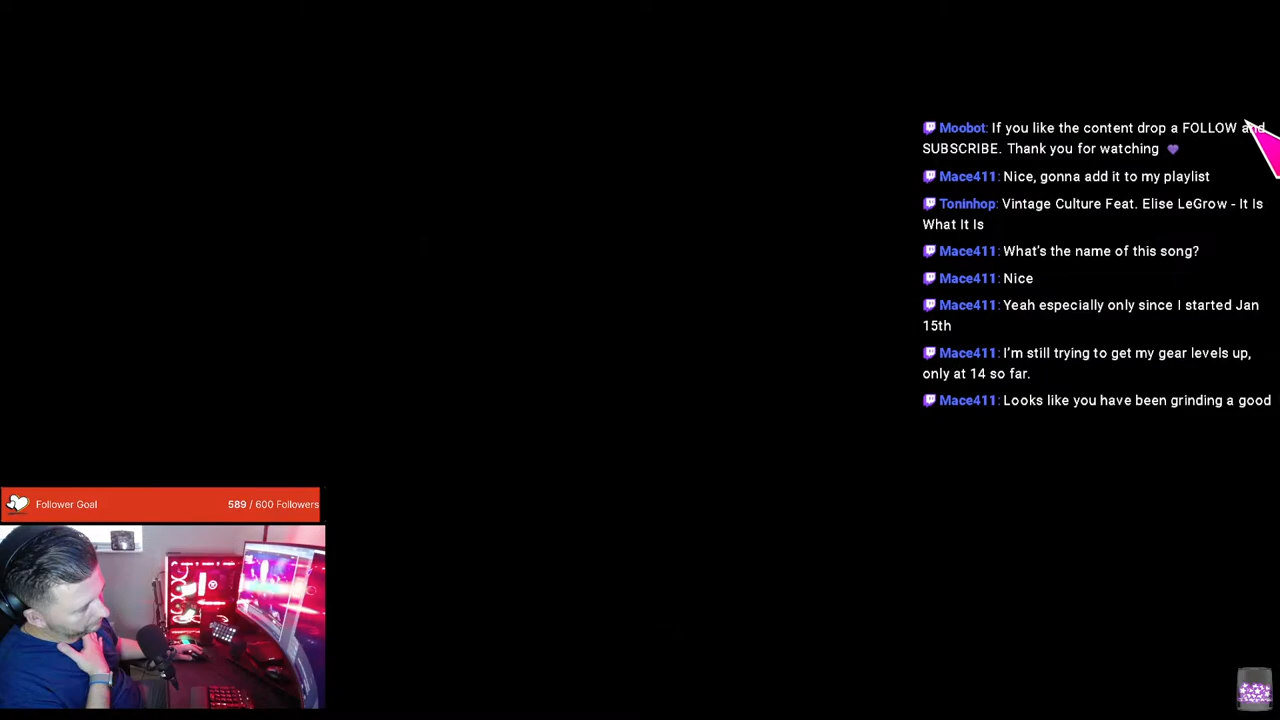 Moobot: If you like the content drop a FOLLOW and
SUBSCRIBE. Thank you for watching 💜
Mace411: Nice, gonna add it to my playlist
Toninhop: Vintage Culture Feat. Elise LeGrow - It Is
What It Is
Mace411: What's the name of this song?
Mace411: Nice
Mace411: Yeah especially only since I started Jan
15th
Mace411: I'm still trying to get my gear levels up,
only at 14 so far.
Mace411: Looks like you have been grinding a good
Follower Goal 589 / 600 Followers